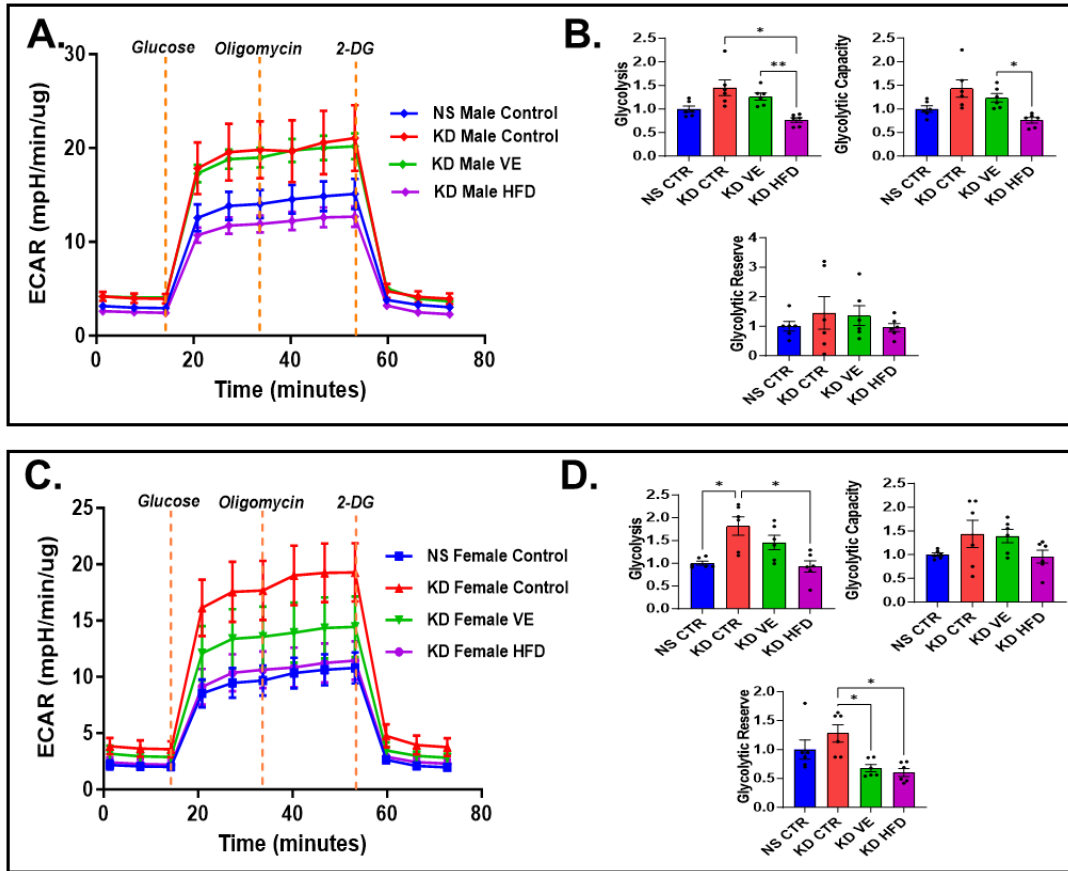 A.
Glucose Oligomycin 2-DG
30
20
10
0
ECAR (mpH/min/ug)
0 20 40 60 80
Time (minutes)
NS Male Control
KD Male Control
KD Male VE
KD Male HFD
B.
Glycolysis
2.5
2.0
1.5
1.0
0.5
0.0
*
**
NS CTR KD CTR KD VE KD HFD
Glycolytic Capacity
2.5
2.0
1.5
1.0
0.5
0.0
*
NS CTR KD CTR KD VE KD HFD
Glycolytic Reserve
4
3
2
1
0
NS CTR KD CTR KD VE KD HFD
C.
Glucose Oligomycin 2-DG
25
20
15
10
5
0
ECAR (mpH/min/ug)
0 20 40 60 80
Time (minutes)
NS Female Control
KD Female Control
KD Female VE
KD Female HFD
D.
Glycolysis
2.5
2.0
1.5
1.0
0.5
0.0
* *
NS CTR KD CTR KD VE KD HFD
Glycolytic Capacity
2.5
2.0
1.5
1.0
0.5
0.0
NS CTR KD CTR KD VE KD HFD
Glycolytic Reserve
2.0
1.5
1.0
0.5
0.0
*
*
NS CTR KD CTR KD VE KD HFD